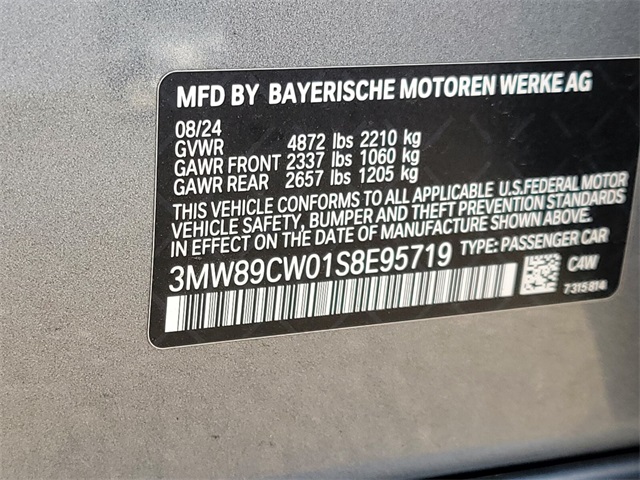 MFD BY BAYERISCHE MOTOREN WERKE AG
08/24
GVWR 4872 lbs 2210 kg
GAWR FRONT 2337 lbs 1060 kg
GAWR REAR 2657 lbs 1205 kg
THIS VEHICLE CONFORMS TO ALL APPLICABLE U.S.FEDERAL MOTOR
VEHICLE SAFETY, BUMPER AND THEFT PREVENTION STANDARDS
IN EFFECT ON THE DATE OF MANUFACTURE SHOWN ABOVE.
3MW89CW01S8E95719 TYPE: PASSENGER CAR
C4W
7315814